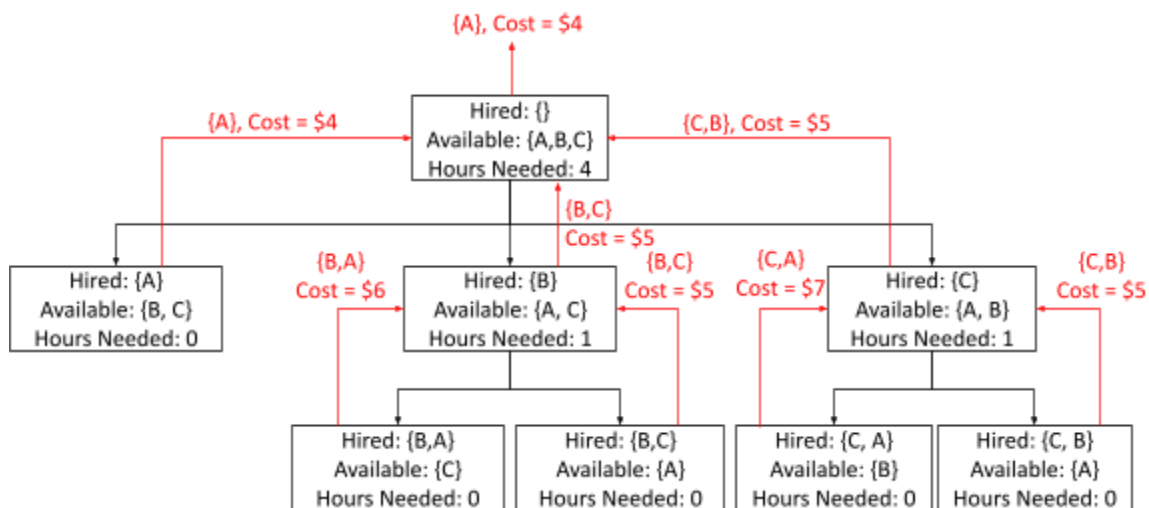 {A}, Cost = $4
Hired: {}
Available: {A,B,C}
Hours Needed: 4
{A}, Cost = $4
{C,B}, Cost = $5
{B,C}
Cost = $5
Hired: {A}
Available: {B, C}
Hours Needed: 0
{B,A}
Cost = $6
Hired: {B}
Available: {A, C}
Hours Needed: 1
{B,C}
Cost = $5
{C,A}
Cost = $7
Hired: {C}
Available: {A, B}
Hours Needed: 1
{C,B}
Cost = $5
Hired: {B,A}
Available: {C}
Hours Needed: 0
Hired: {B,C}
Available: {A}
Hours Needed: 0
Hired: {C, A}
Available: {B}
Hours Needed: 0
Hired: {C, B}
Available: {A}
Hours Needed: 0